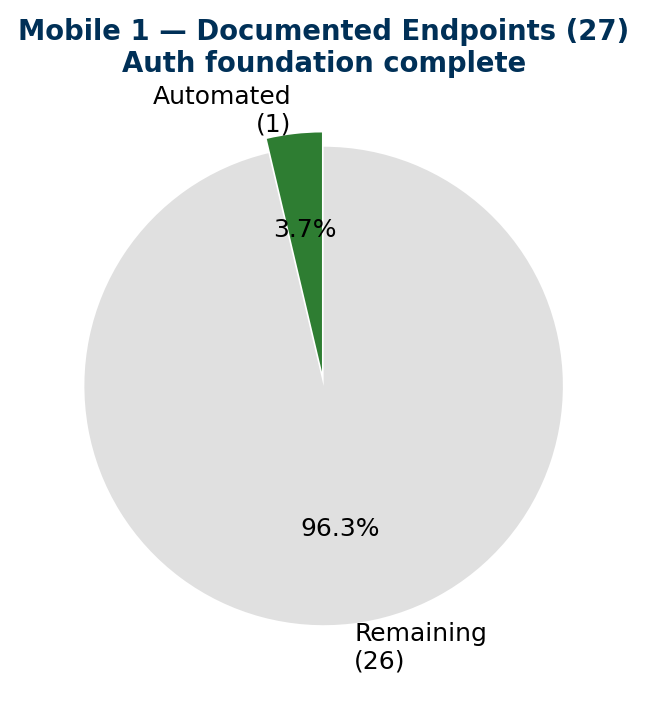 Mobile 1 — Documented Endpoints (27)
Auth foundation complete
Automated
(1)
3.7%
96.3%
Remaining
(26)